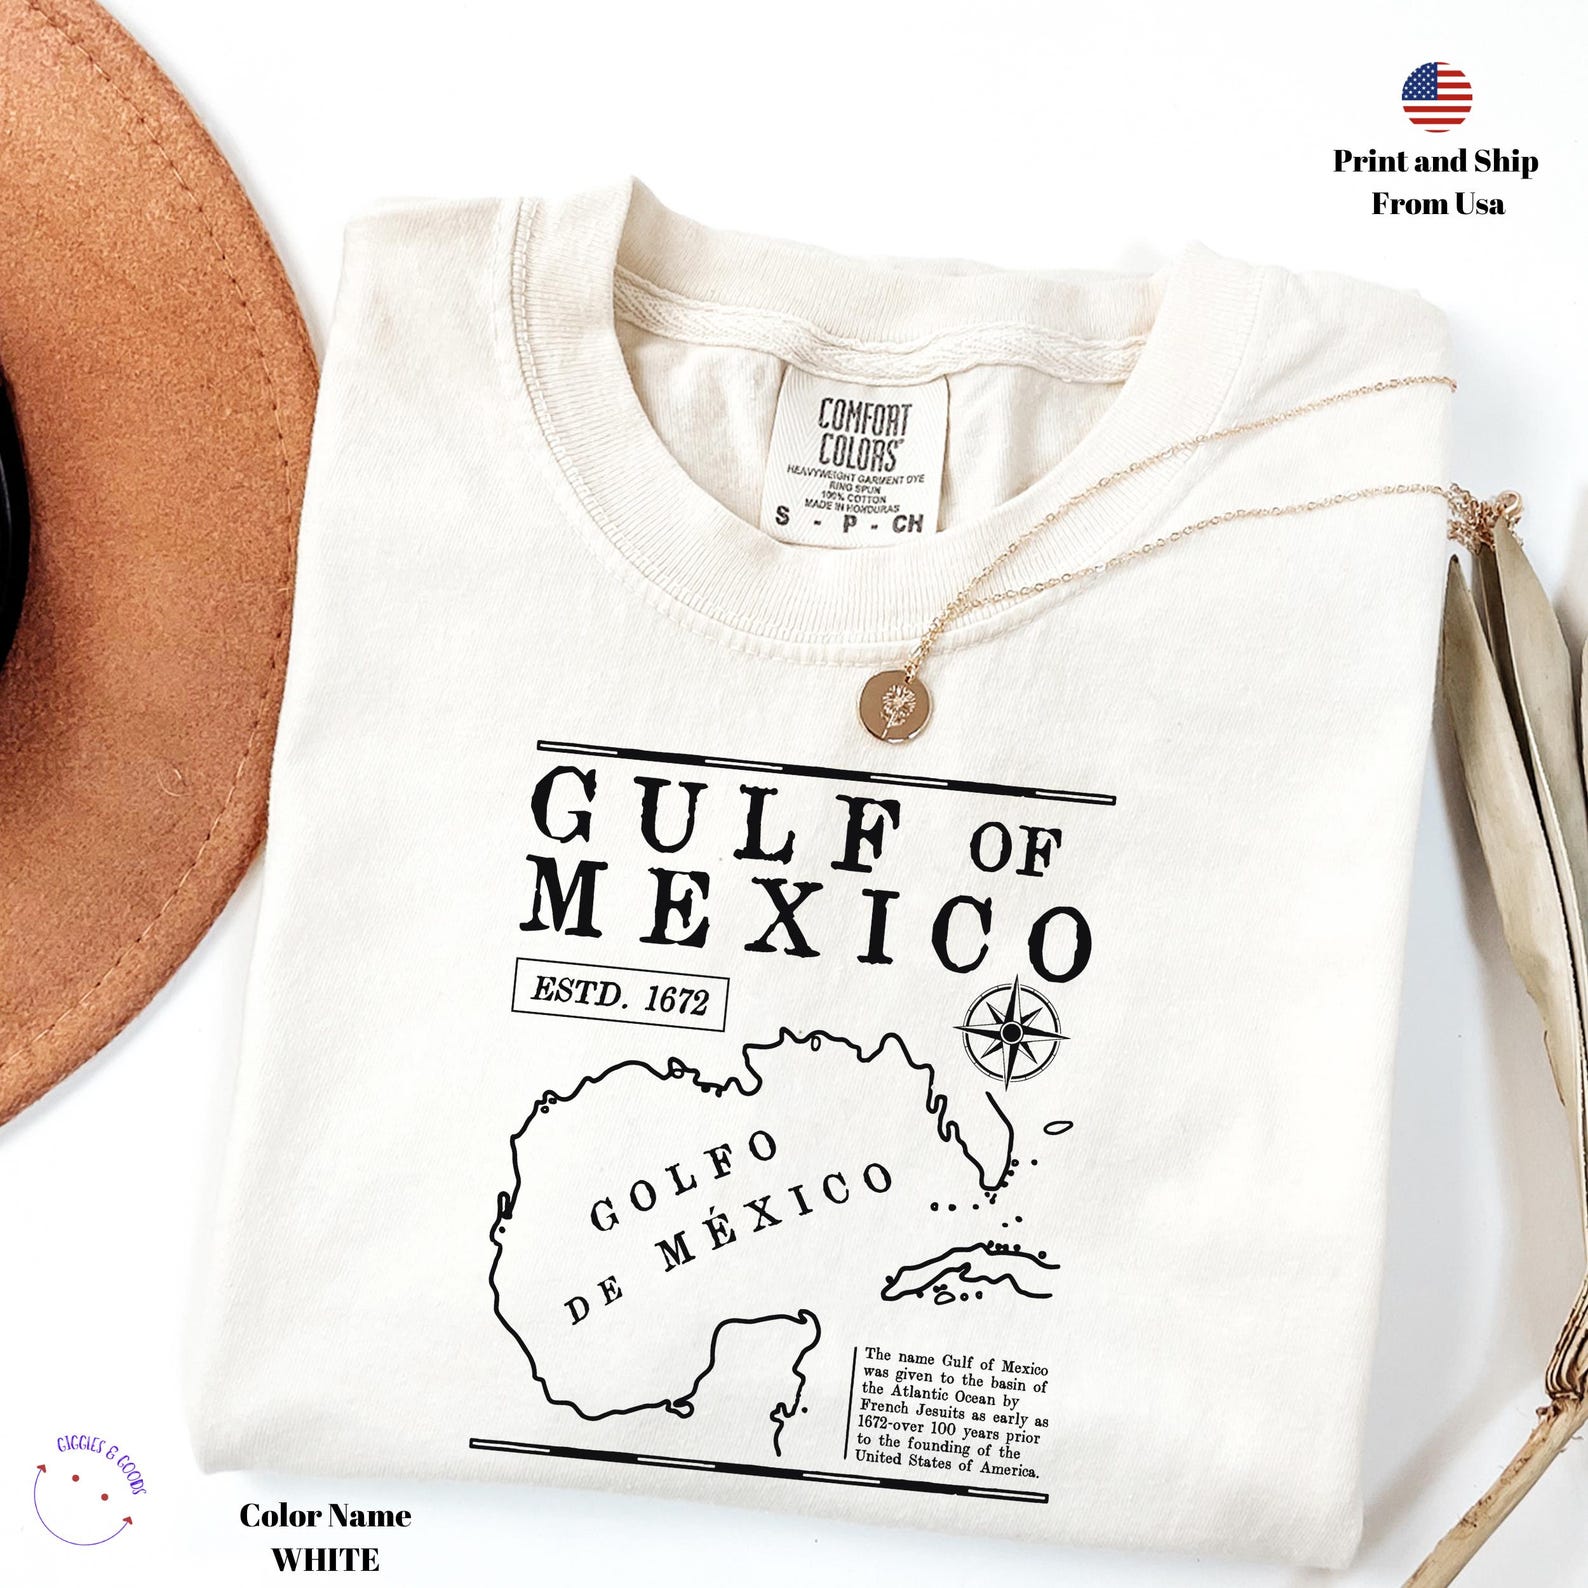 Print and Ship
From Usa
COMFORT
COLORS®
HEAVYWEIGHT GARMENT DYE
RING SPUN
100% COTTON
MADE IN HONDURAS
S - P - CH
GULF OF
MEXICO
ESTD. 1672
GOLFO
DE MÉXICO
The name Gulf of Mexico
was given to the basin of
the Atlantic Ocean by
French Jesuits as early as
1672-over 100 years prior
to the founding of the
United States of America.
GIGGLES & GOODS
Color Name
WHITE